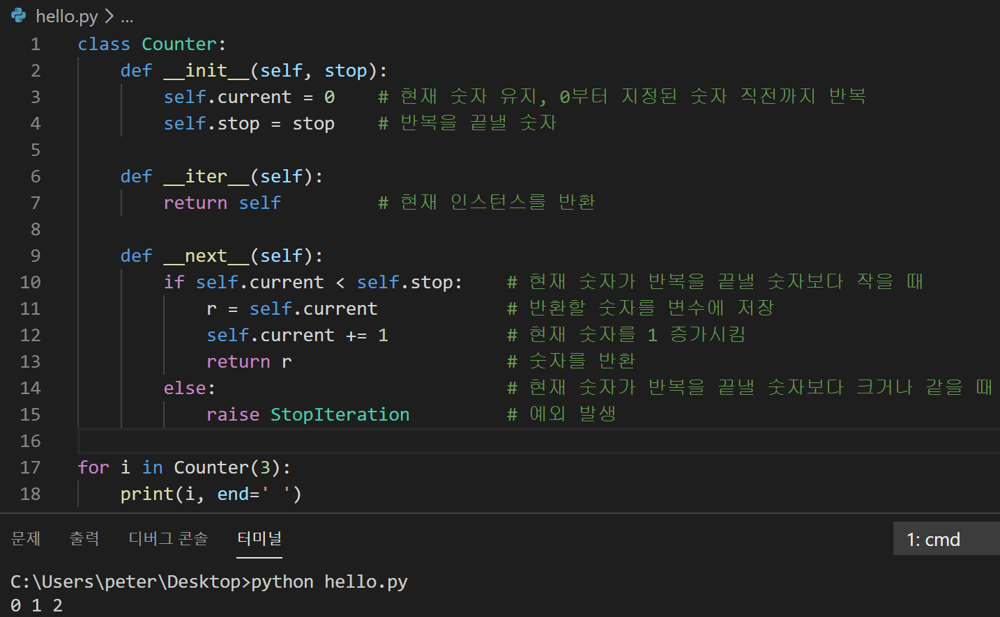 hello.py > ...
1 class Counter:
2     def __init__(self, stop):
3         self.current = 0    # 현재 숫자 유지, 0부터 지정된 숫자 직전까지 반복
4         self.stop = stop    # 반복을 끝낼 숫자
5
6     def __iter__(self):
7         return self         # 현재 인스턴스를 반환
8
9     def __next__(self):
10         if self.current < self.stop:    # 현재 숫자가 반복을 끝낼 숫자보다 작을 때
11             r = self.current            # 반환할 숫자를 변수에 저장
12             self.current += 1           # 현재 숫자를 1 증가시킴
13             return r                    # 숫자를 반환
14         else:                           # 현재 숫자가 반복을 끝낼 숫자보다 크거나 같을 때
15             raise StopIteration         # 예외 발생
16
17 for i in Counter(3):
18     print(i, end=' ')
문제 출력 디버그 콘솔 터미널 1: cmd
C:\Users\peter\Desktop>python hello.py
0 1 2